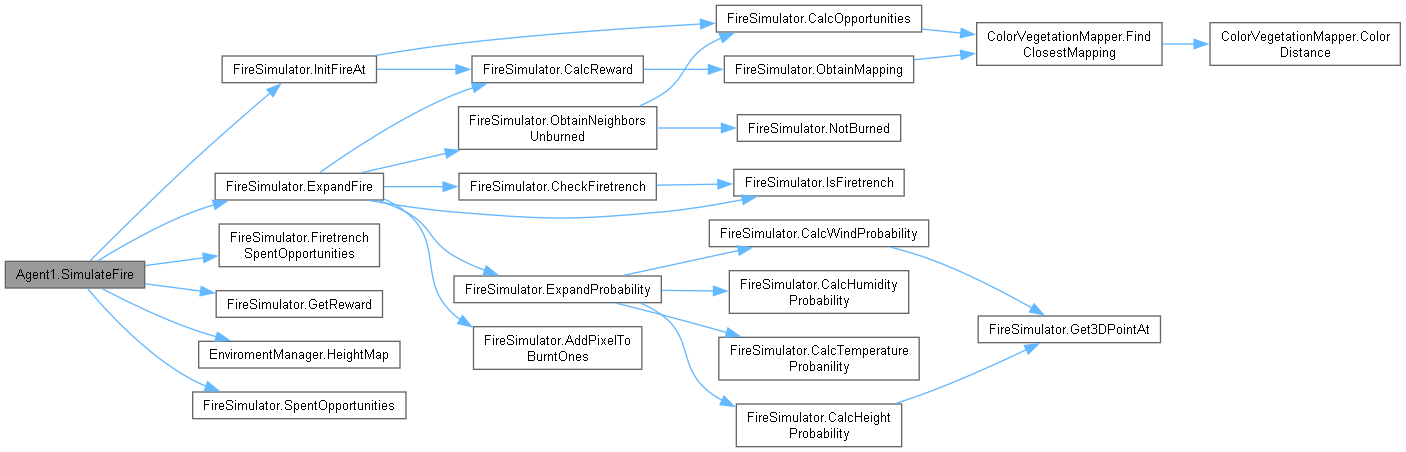 Agent1.SimulateFire
FireSimulator.InitFireAt
FireSimulator.ExpandFire
FireSimulator.Firetrench
SpentOpportunities
FireSimulator.GetReward
EnviromentManager.HeightMap
FireSimulator.SpentOpportunities
FireSimulator.CalcReward
FireSimulator.ObtainNeighbors
Unburned
FireSimulator.CheckFiretrench
FireSimulator.ExpandProbability
FireSimulator.AddPixelTo
BurntOnes
FireSimulator.CalcOpportunities
FireSimulator.ObtainMapping
FireSimulator.NotBurned
FireSimulator.IsFiretrench
FireSimulator.CalcWindProbability
FireSimulator.CalcHumidity
Probability
FireSimulator.CalcTemperature
Probanility
FireSimulator.CalcHeight
Probability
ColorVegetationMapper.Find
ClosestMapping
FireSimulator.Get3DPointAt
ColorVegetationMapper.Color
Distance